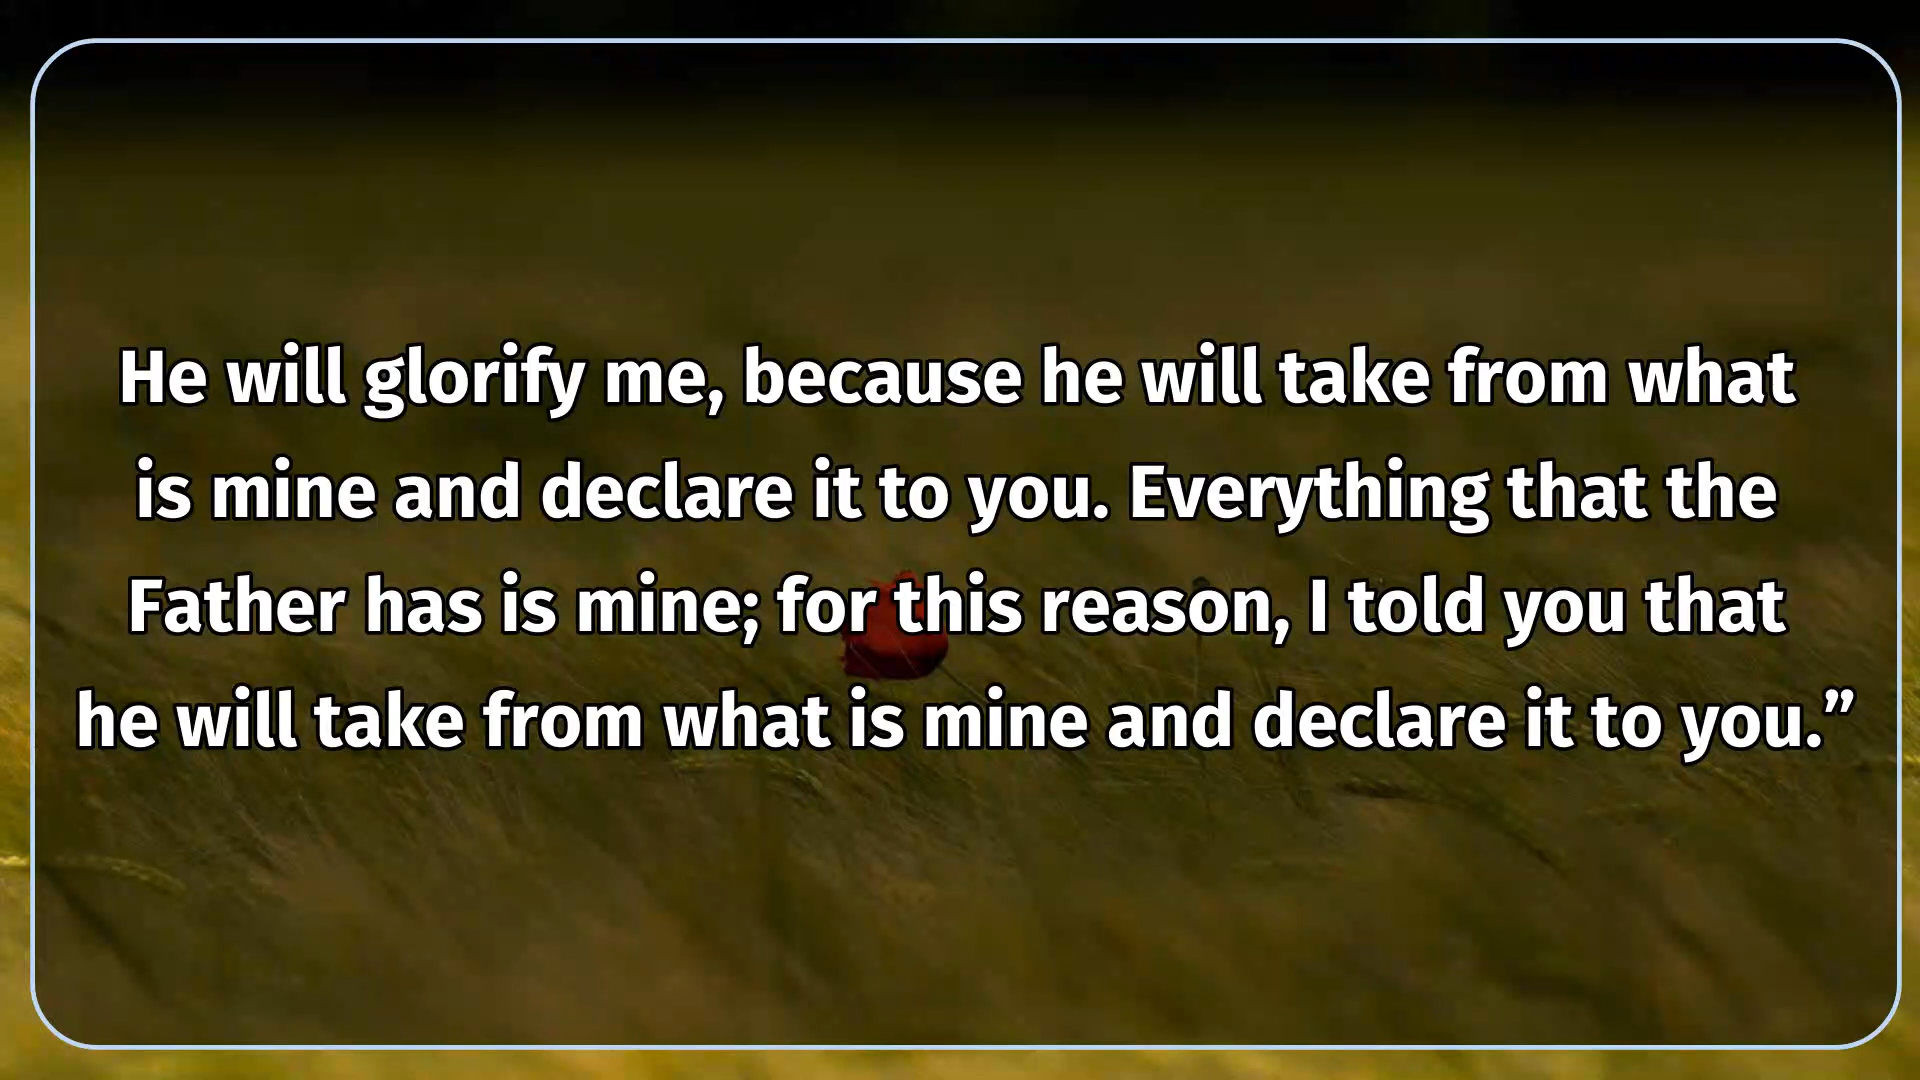 He will glorify me, because he will take from what
is mine and declare it to you. Everything that the
Father has is mine; for this reason, I told you that
he will take from what is mine and declare it to you.”